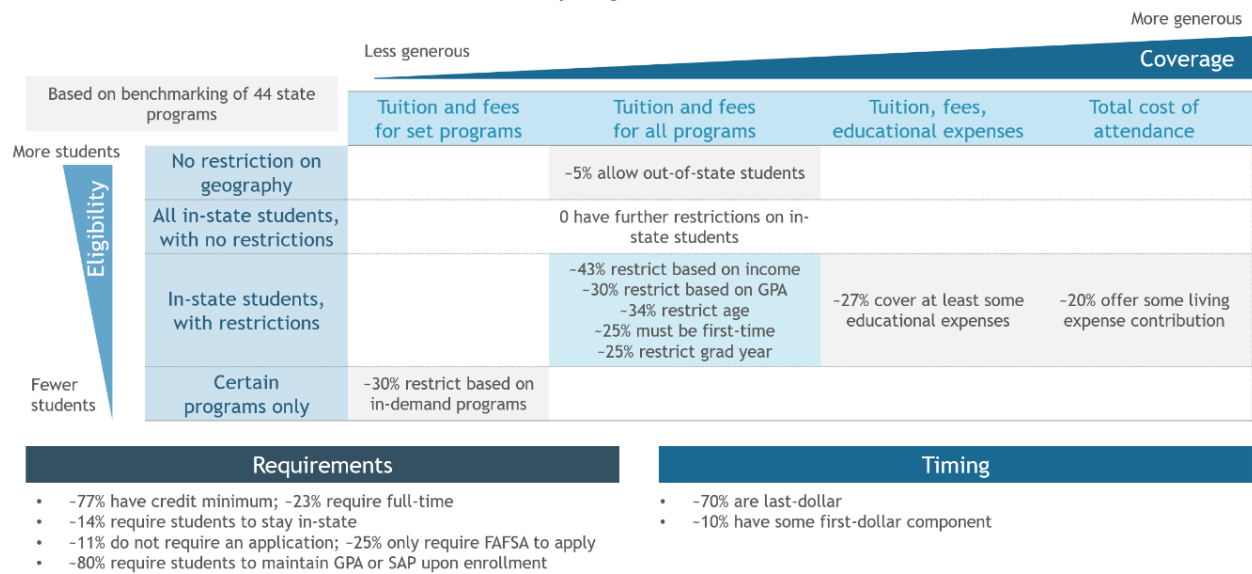 More generous
Less generous
Coverage
Based on benchmarking of 44 state
programs
Tuition and fees
for set programs
Tuition and fees
for all programs
Tuition, fees,
educational expenses
Total cost of
attendance
More students
Eligibility
Fewer
students
No restriction on
geography
~5% allow out-of-state students
All in-state students,
with no restrictions
0 have further restrictions on in-
state students
In-state students,
with restrictions
~43% restrict based on income
~30% restrict based on GPA
~34% restrict age
~25% must be first-time
~25% restrict grad year
~27% cover at least some
educational expenses
~20% offer some living
expense contribution
Certain
programs only
~30% restrict based on
in-demand programs
Requirements
• ~77% have credit minimum; ~23% require full-time
• ~14% require students to stay in-state
• ~11% do not require an application; ~25% only require FAFSA to apply
• ~80% require students to maintain GPA or SAP upon enrollment
Timing
• ~70% are last-dollar
• ~10% have some first-dollar component